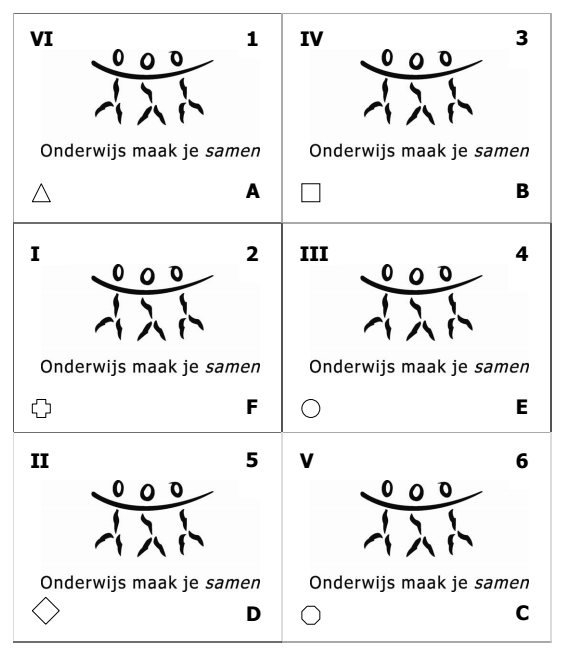 VI 1
IV 3
Onderwijs maak je samen
Onderwijs maak je samen
A
B
I 2
III 4
Onderwijs maak je samen
Onderwijs maak je samen
F
E
II 5
V 6
Onderwijs maak je samen
Onderwijs maak je samen
D
C